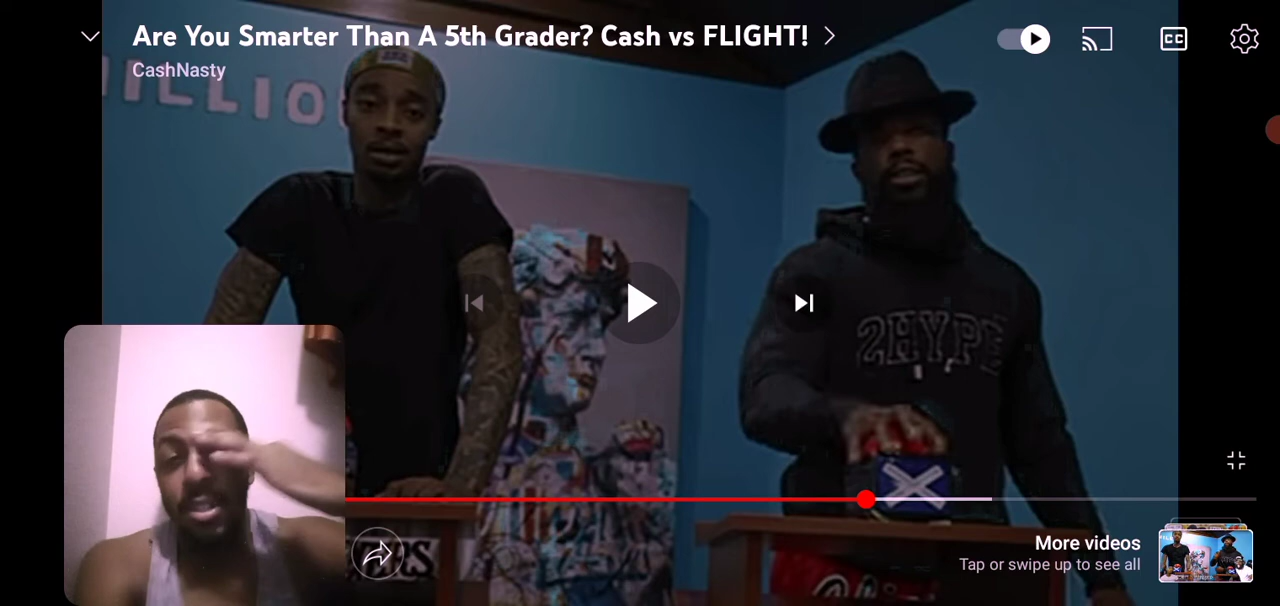 Are You Smarter Than A 5th Grader? Cash vs FLIGHT!
CashNasty
CC
2HYPE
More videos
Tap or swipe up to see all